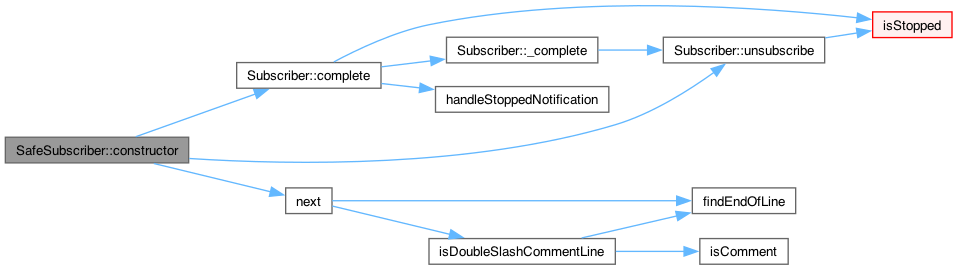 isStopped
Subscriber::_complete
Subscriber::unsubscribe
Subscriber::complete
handleStoppedNotification
SafeSubscriber::constructor
next
findEndOfLine
isDoubleSlashCommentLine
isComment